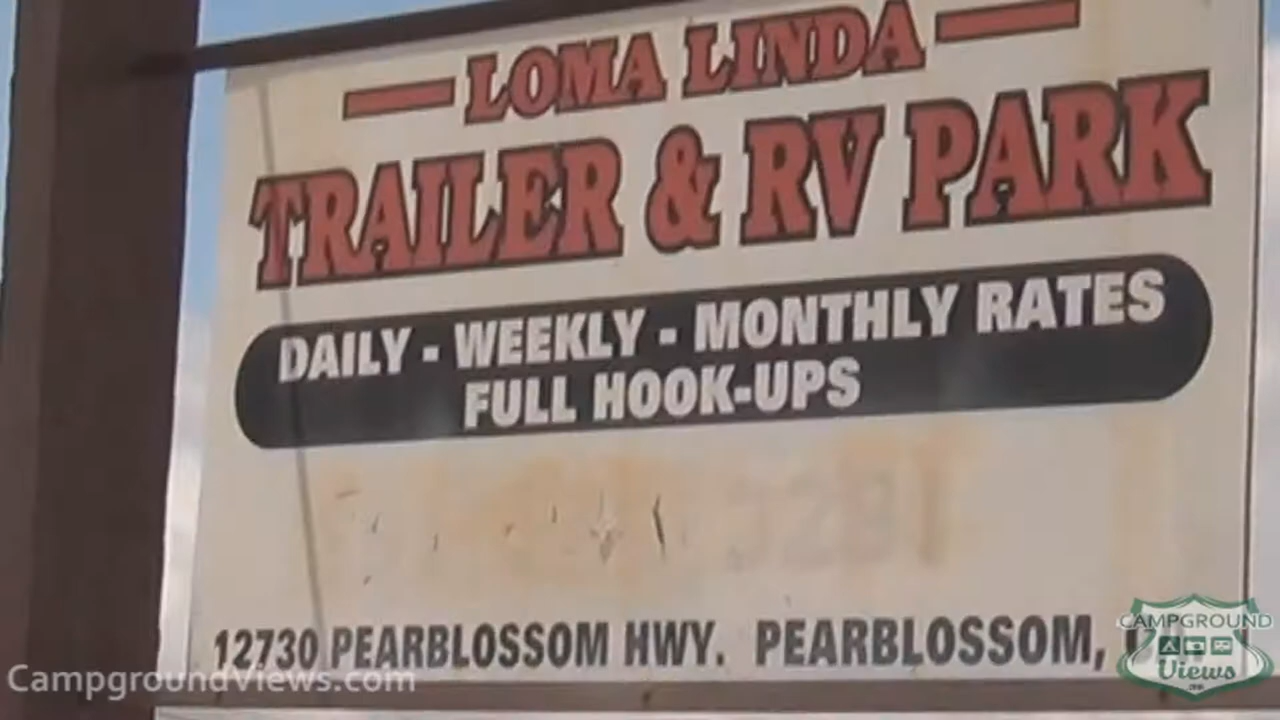 LOMA LINDA
TRAILER & RV PARK
DAILY - WEEKLY - MONTHLY RATES
FULL HOOK-UPS
12730 PEARBLOSSOM HWY. PEARBLOSSOM,
CampgroundViews.com
CAMPGROUND
Views